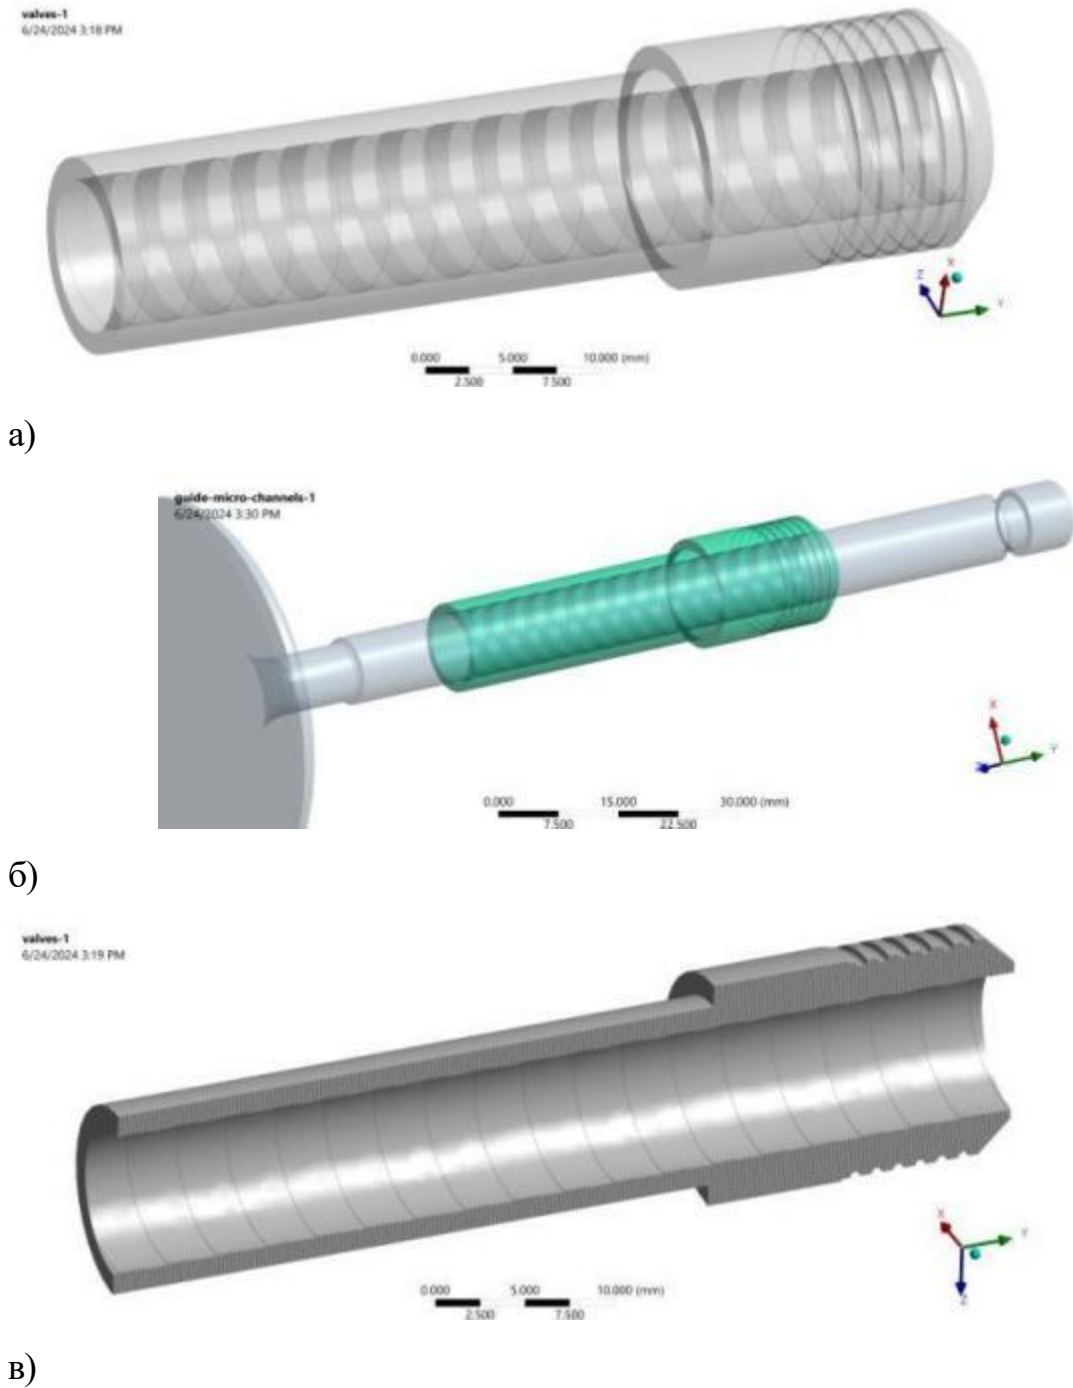 valves-1
6/24/2024 3:18 PM
Z X Y
0.000 5.000 10.000 (mm)
2.500 7.500
а)
guide-micro-channels-1
6/24/2024 3:30 PM
X Y Z
0.000 15.000 30.000 (mm)
7.500 22.500
б)
valves-1
6/24/2024 3:19 PM
X Y
Z
0.000 5.000 10.000 (mm)
2.500 7.500
в)